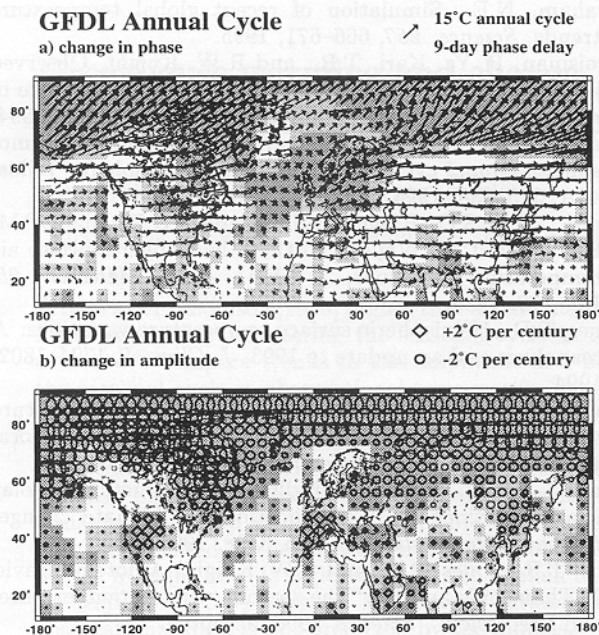 GFDL Annual Cycle
a) change in phase
15°C annual cycle
9-day phase delay
80°
60°
40°
20°
-180° -150° -120° -90° -60° -30° 0° 30° 60° 90° 120° 150° 180°
GFDL Annual Cycle
b) change in amplitude
+2°C per century
-2°C per century
80°
60°
40°
20°
-180° -150° -120° -90° -60° -30° 0° 30° 60° 90° 120° 150° 180°